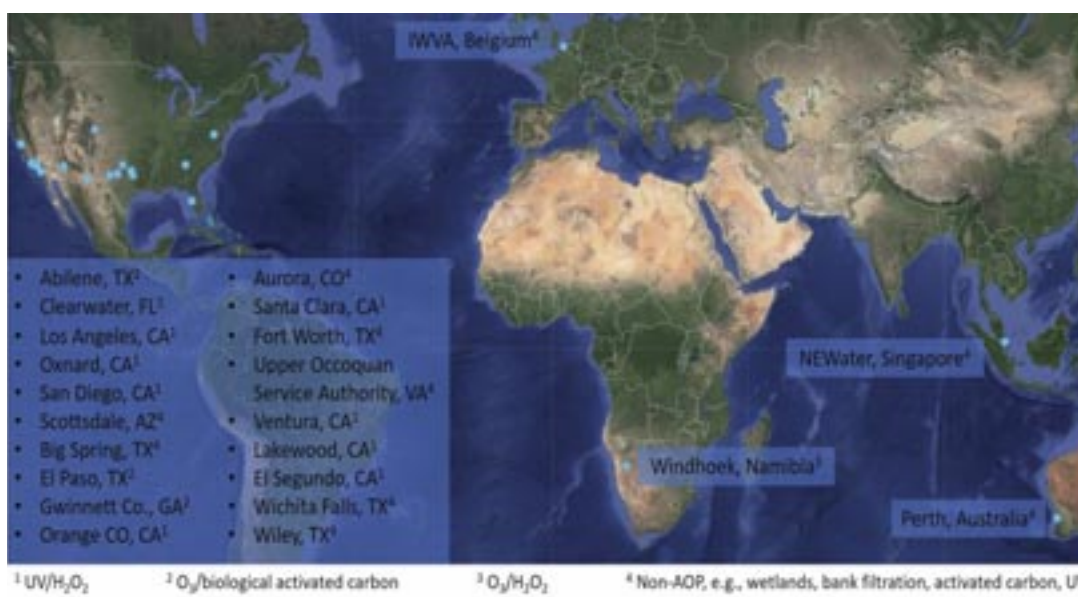 IWVA, Belgium⁴
• Abilene, TX²
• Clearwater, FL¹
• Los Angeles, CA¹
• Oxnard, CA¹
• San Diego, CA¹
• Scottsdale, AZ⁴
• Big Spring, TX⁴
• El Paso, TX²
• Gwinnett Co., GA²
• Orange CO, CA¹
• Aurora, CO⁴
• Santa Clara, CA¹
• Fort Worth, TX⁴
• Upper Occoquan
Service Authority, VA⁴
• Ventura, CA¹
• Lakewood, CA¹
• El Segundo, CA¹
• Wichita Falls, TX⁴
• Wiley, TX⁴
NEWater, Singapore⁴
Windhoek, Namibia³
Perth, Australia⁴
¹ UV/H₂O₂ ² O₃/biological activated carbon ³ O₃/H₂O₂ ⁴ Non-AOP, e.g., wetlands, bank filtration, activated carbon,